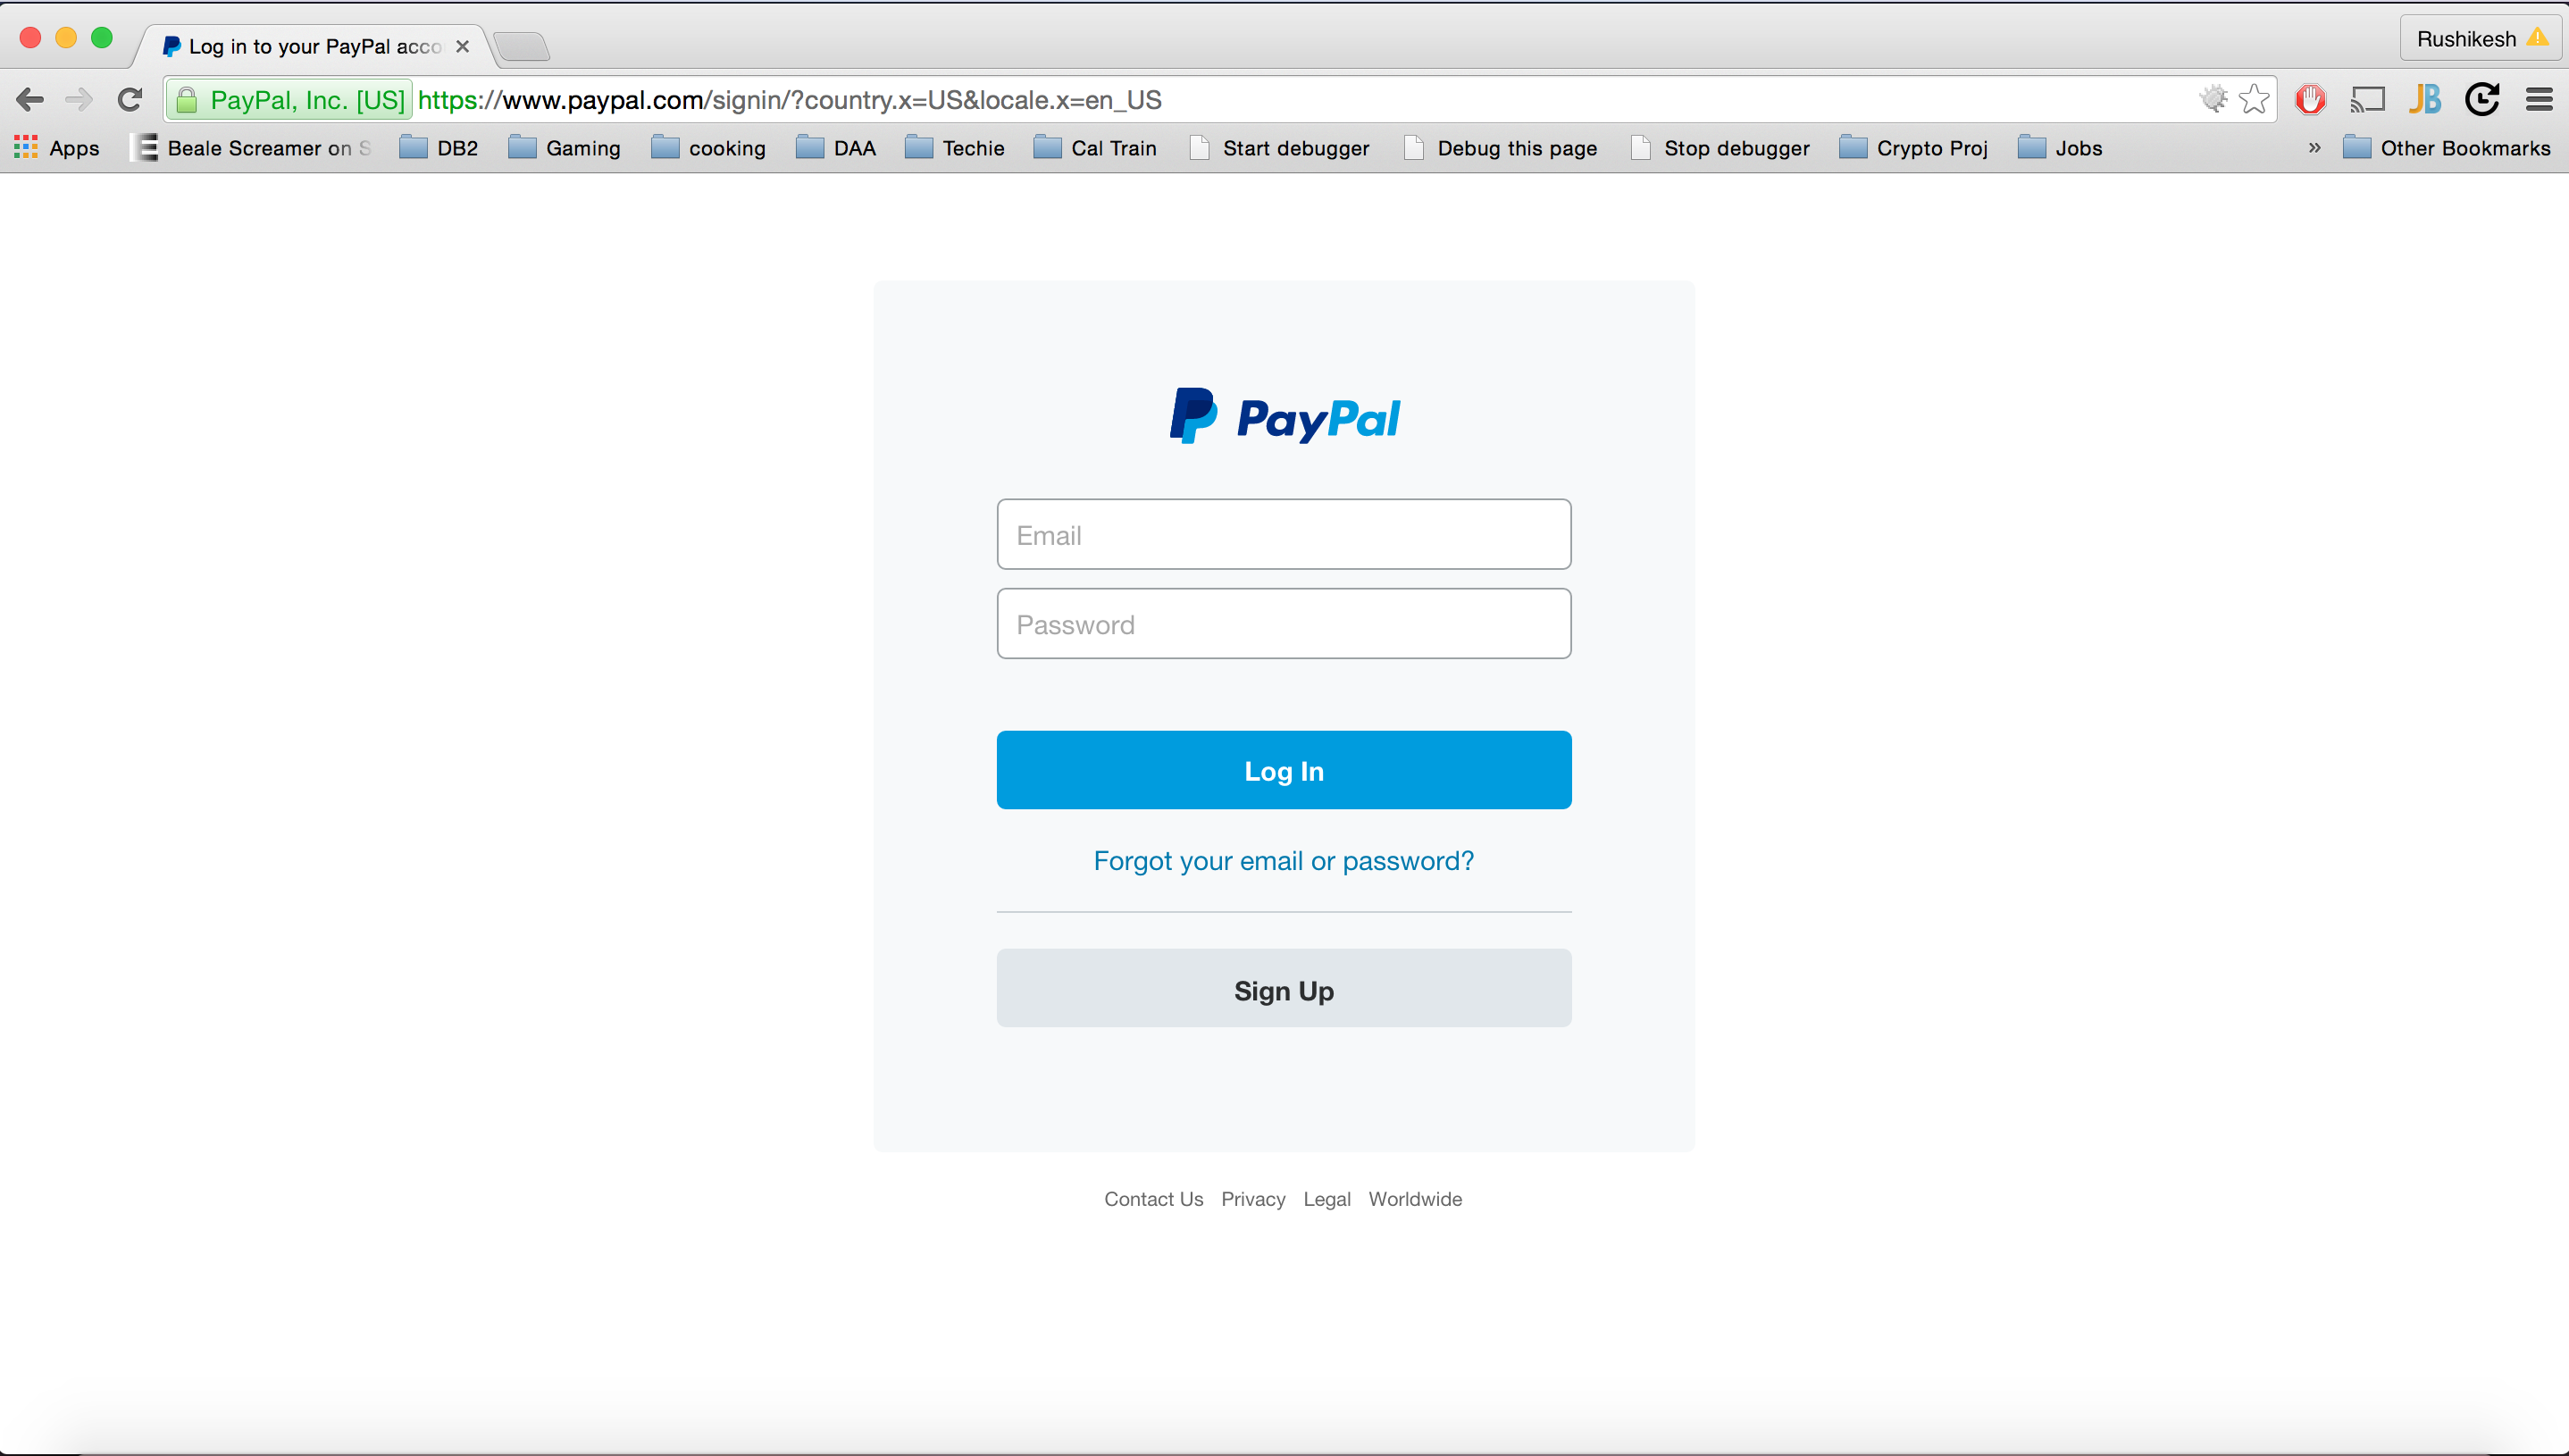 Log in to your PayPal acco
Rushikesh
PayPal, Inc. [US] https://www.paypal.com/signin/?country.x=US&locale.x=en_US
JB
Apps Beale Screamer on S DB2 Gaming cooking DAA Techie Cal Train Start debugger Debug this page Stop debugger Crypto Proj Jobs » Other Bookmarks
PayPal
Email
Password
Log In
Forgot your email or password?
Sign Up
Contact Us Privacy Legal Worldwide